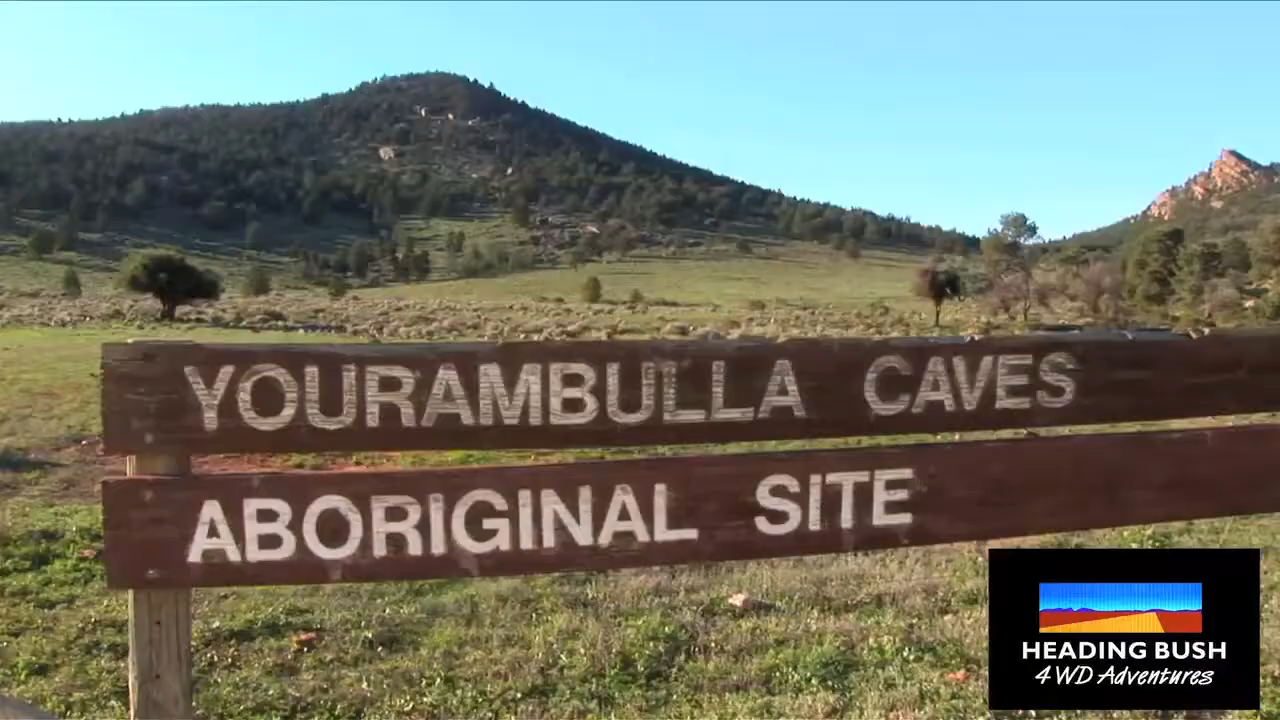 YOURAMBULLA CAVES
ABORIGINAL SITE
HEADING BUSH
4WD Adventures